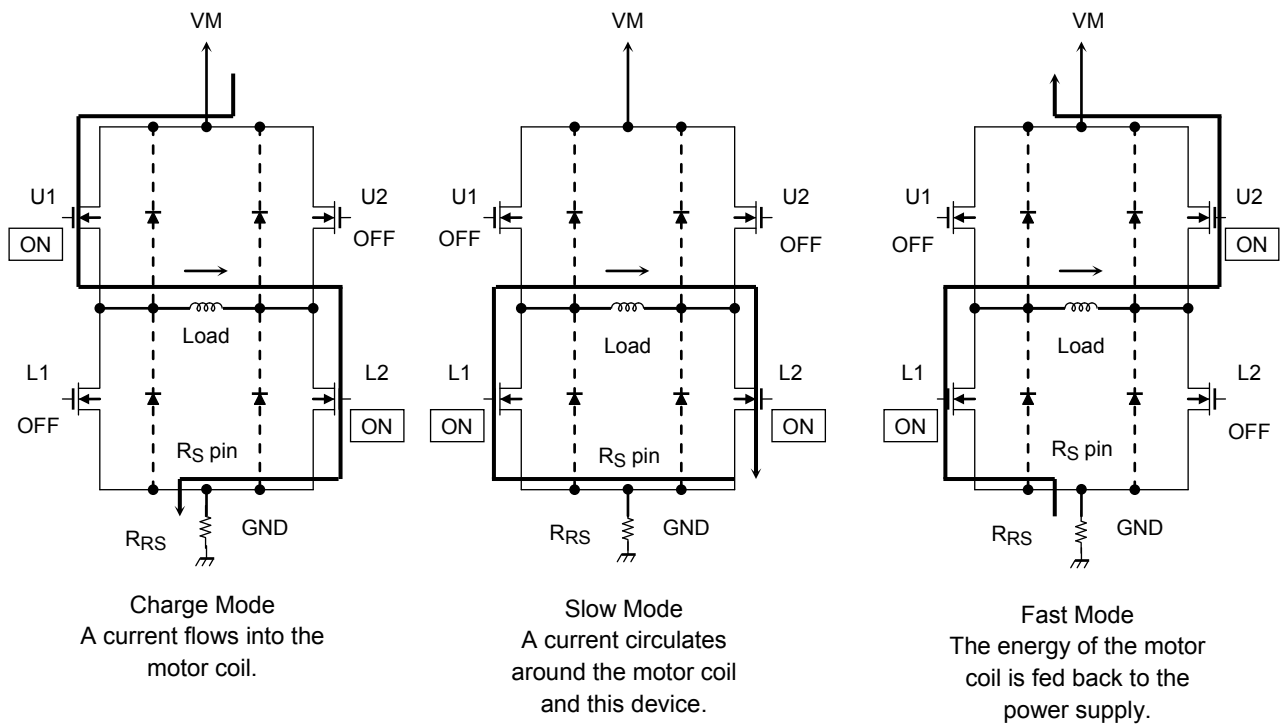 VM
U1
ON
U2
OFF
Load
L1
OFF
L2
ON
RS pin
RRS
GND
Charge Mode
A current flows into the
motor coil.
VM
U1
OFF
U2
OFF
Load
L1
ON
L2
ON
RS pin
RRS
GND
Slow Mode
A current circulates
around the motor coil
and this device.
VM
U1
OFF
U2
ON
Load
L1
ON
L2
OFF
RS pin
RRS
GND
Fast Mode
The energy of the motor
coil is fed back to the
power supply.